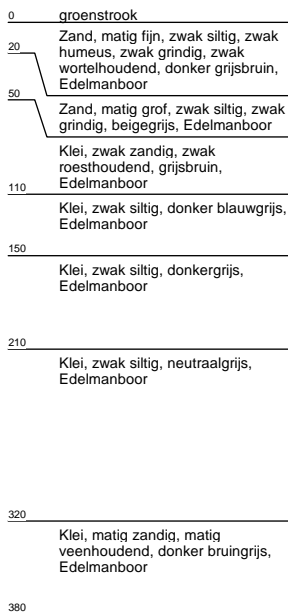 0 groenstrook
Zand, matig fijn, zwak siltig, zwak
20 humeus, zwak grindig, zwak
wortelhoudend, donker grijsbruin,
Edelmanboor
50 Zand, matig grof, zwak siltig, zwak
grindig, beigegrijs, Edelmanboor
Klei, zwak zandig, zwak
roesthoudend, grijsbruin,
Edelmanboor
110
Klei, zwak siltig, donker blauwgrijs,
Edelmanboor
150
Klei, zwak siltig, donkergrijs,
Edelmanboor
210
Klei, zwak siltig, neutraalgrijs,
Edelmanboor
320
Klei, matig zandig, matig
veenhoudend, donker bruingrijs,
Edelmanboor
380